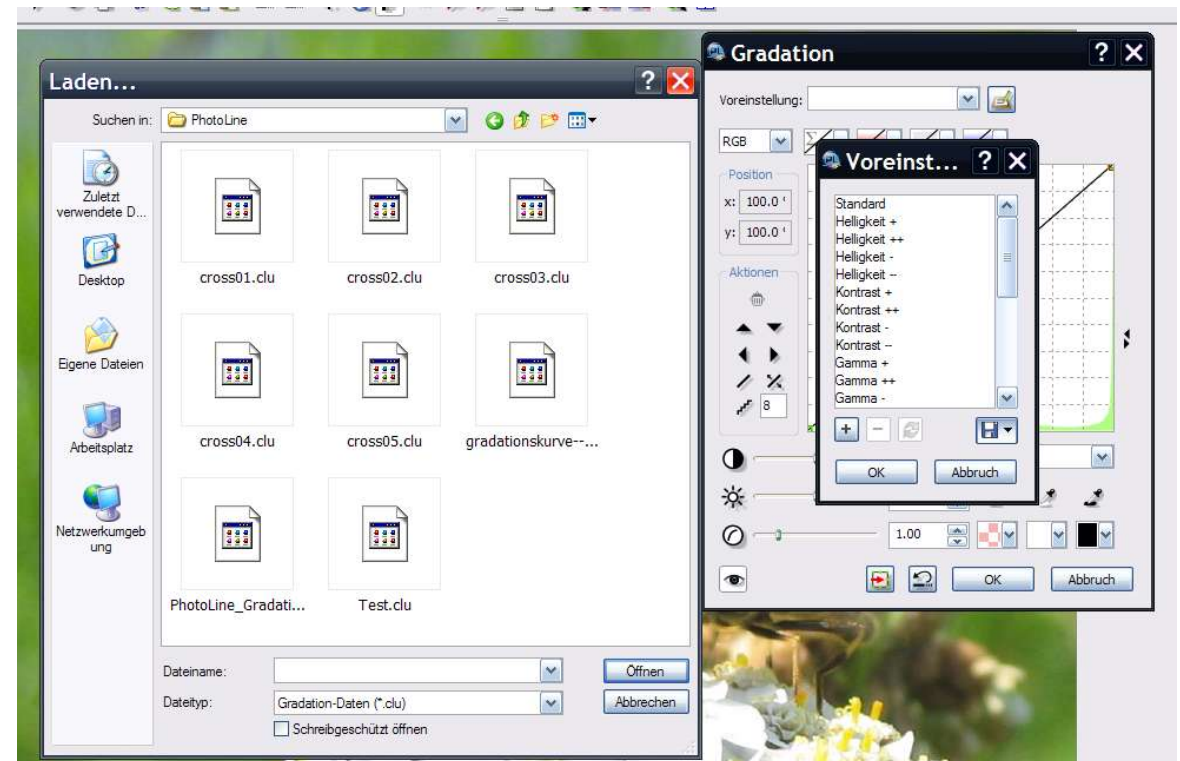 Laden...
Suchen in: PhotoLine
Zuletzt
verwendete D...
Desktop
Eigene Dateien
Arbeitsplatz
Netzwerkumgeb
ung
cross01.clu cross02.clu cross03.clu
cross04.clu cross05.clu gradationskurve--...
PhotoLine_Gradati... Test.clu
Dateiname: Öffnen
Dateityp: Gradation-Daten (*.clu) Abbrechen
Schreibgeschützt öffnen
Gradation
Voreinstellung:
RGB
Position
x: 100.0
y: 100.0
Aktionen
8
1.00
OK Abbruch
Voreinst...
Standard
Helligkeit +
Helligkeit ++
Helligkeit -
Helligkeit --
Kontrast +
Kontrast ++
Kontrast -
Kontrast --
Gamma +
Gamma ++
Gamma -
OK Abbruch